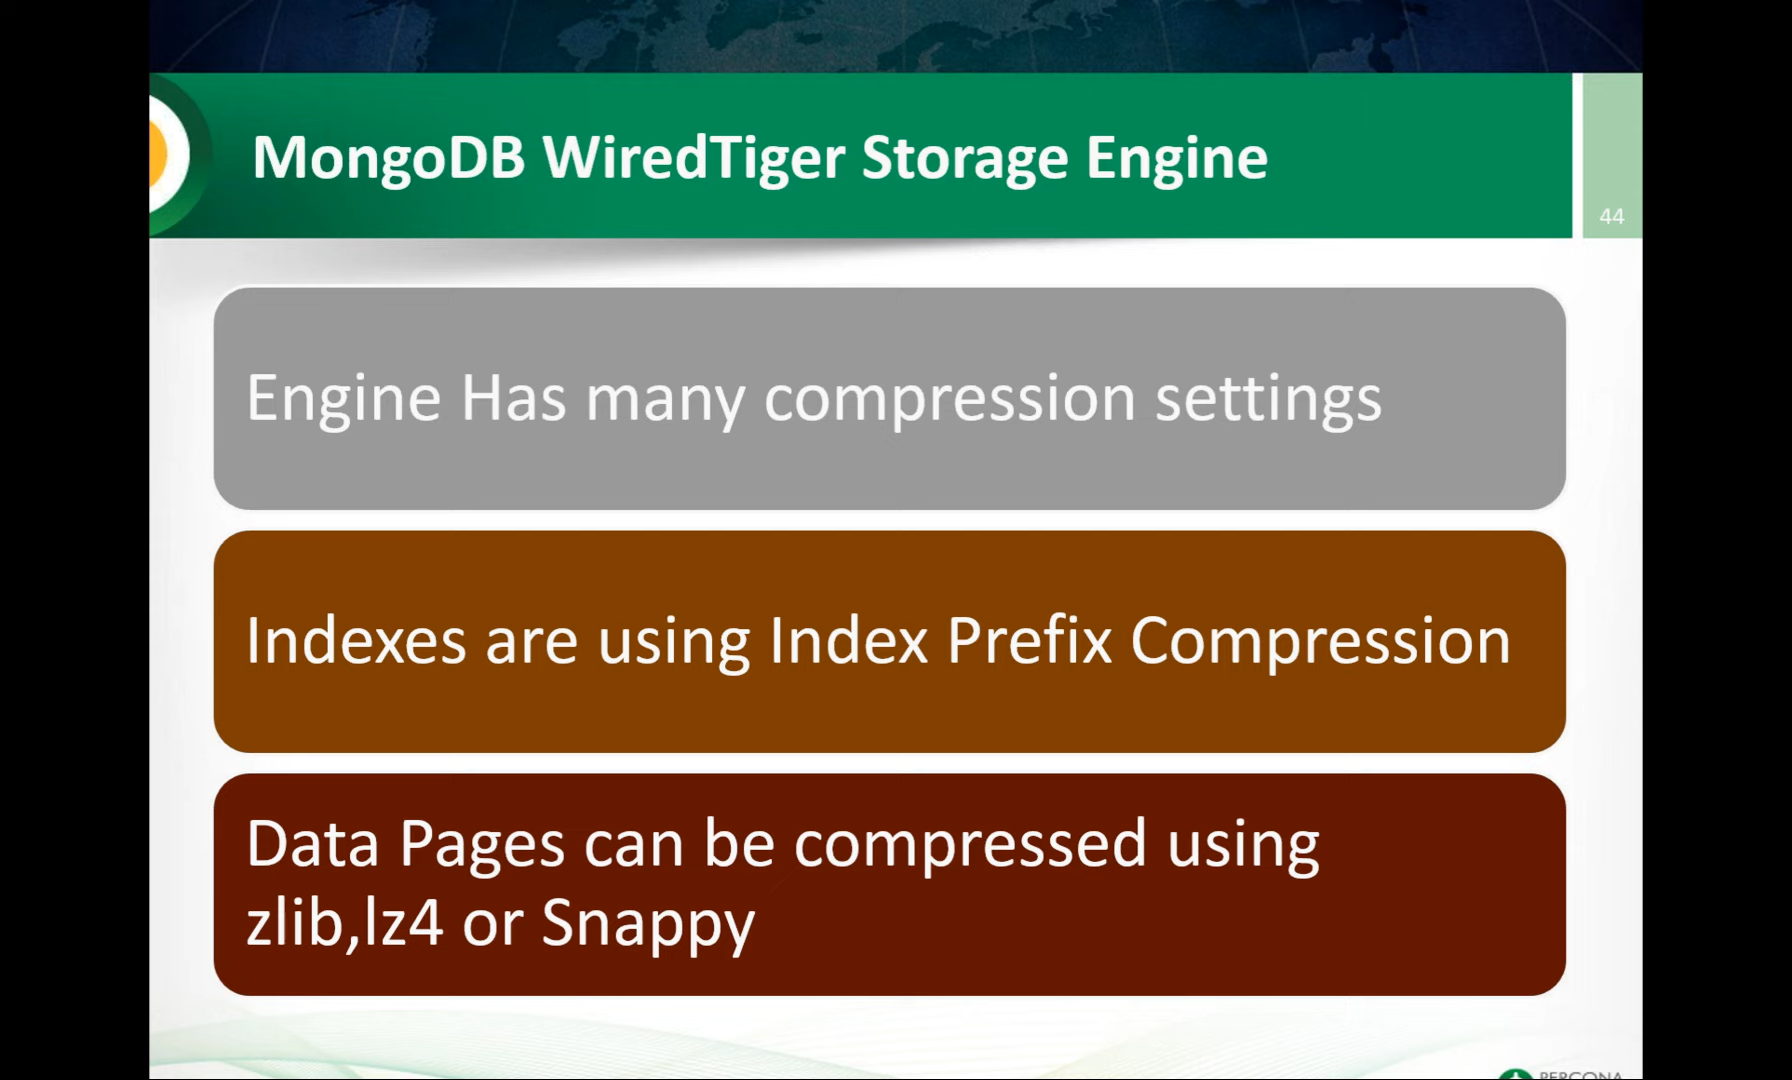 MongoDB WiredTiger Storage Engine
44
Engine Has many compression settings
Indexes are using Index Prefix Compression
Data Pages can be compressed using
zlib,lz4 or Snappy
PERCONA